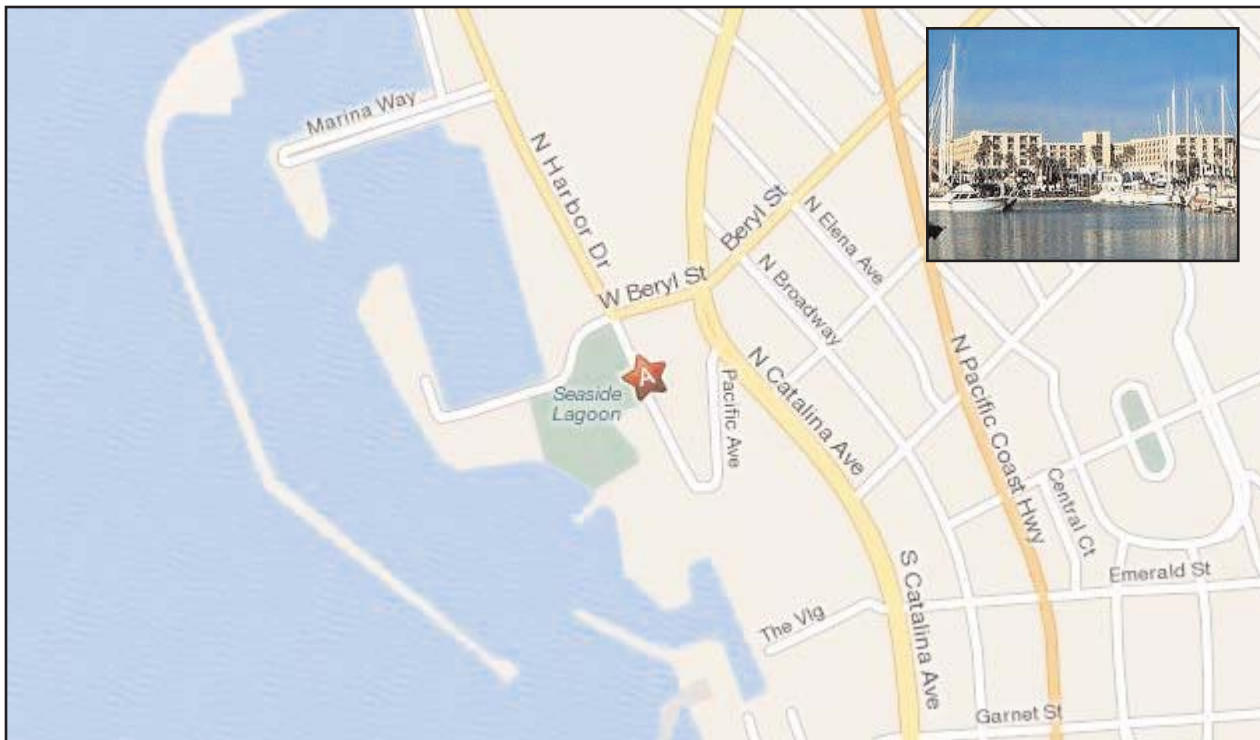 Marina Way
N Harbor Dr
Beryl St
N Elena Ave
W Beryl St
N Broadway
A
Seaside
Lagoon
Pacific Ave
N Catalina Ave
N Pacific Coast Hwy
Central Ct
Emerald St
The Vlg
S Catalina Ave
Garnet St